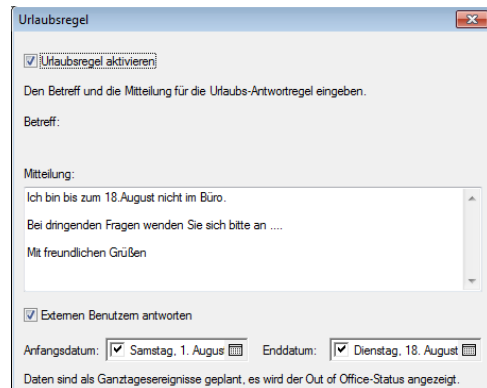 Urlaubsregel
Urlaubsregel aktivieren
Den Betreff und die Mitteilung für die Urlaubs-Antwortregel eingeben.
Betreff:
Mitteilung:
Ich bin bis zum 18.August nicht im Büro.
Bei dringenden Fragen wenden Sie sich bitte an ....
Mit freundlichen Grüßen
Externen Benutzern antworten
Anfangsdatum: Samstag, 1. Augus Enddatum: Dienstag, 18. August
Daten sind als Ganztagesereignisse geplant, es wird der Out of Office-Status angezeigt.